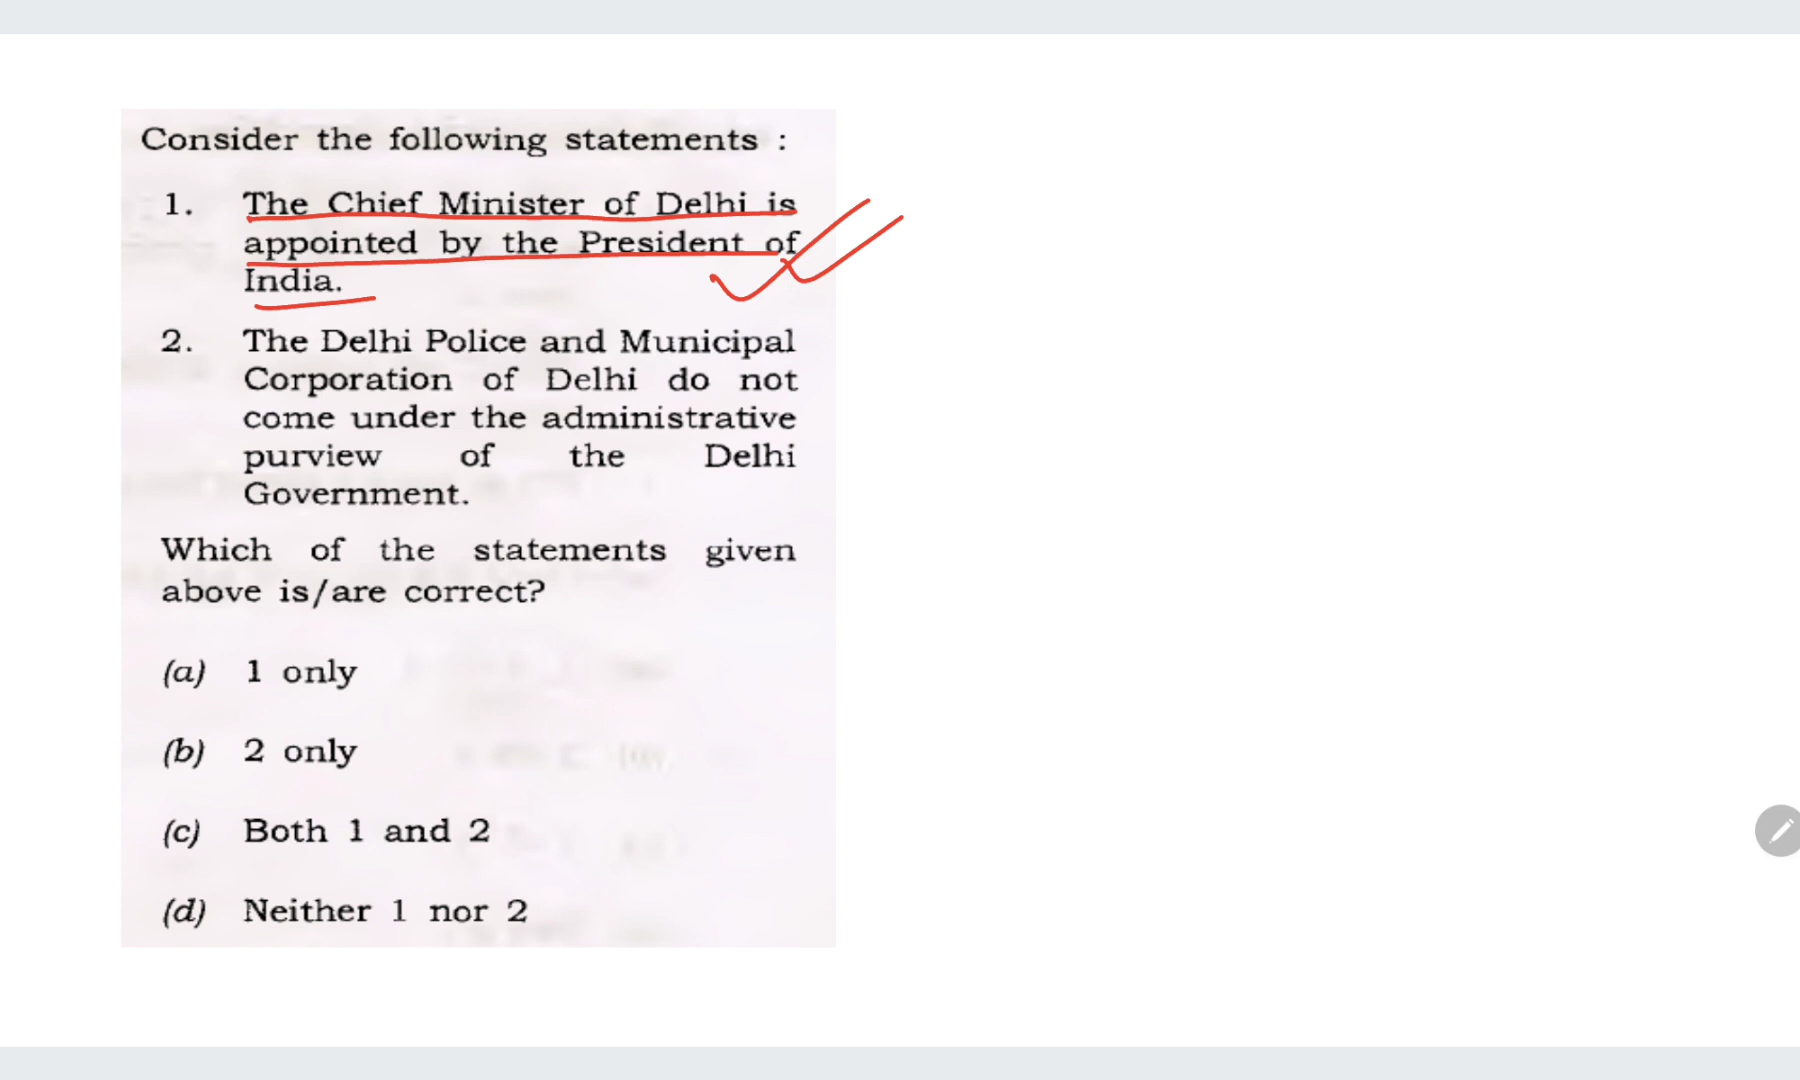 Consider the following statements :
1. The Chief Minister of Delhi is
appointed by the President of
India.
2. The Delhi Police and Municipal
Corporation of Delhi do not
come under the administrative
purview of the Delhi
Government.
Which of the statements given
above is/are correct?
(a) 1 only
(b) 2 only
(c) Both 1 and 2
(d) Neither 1 nor 2